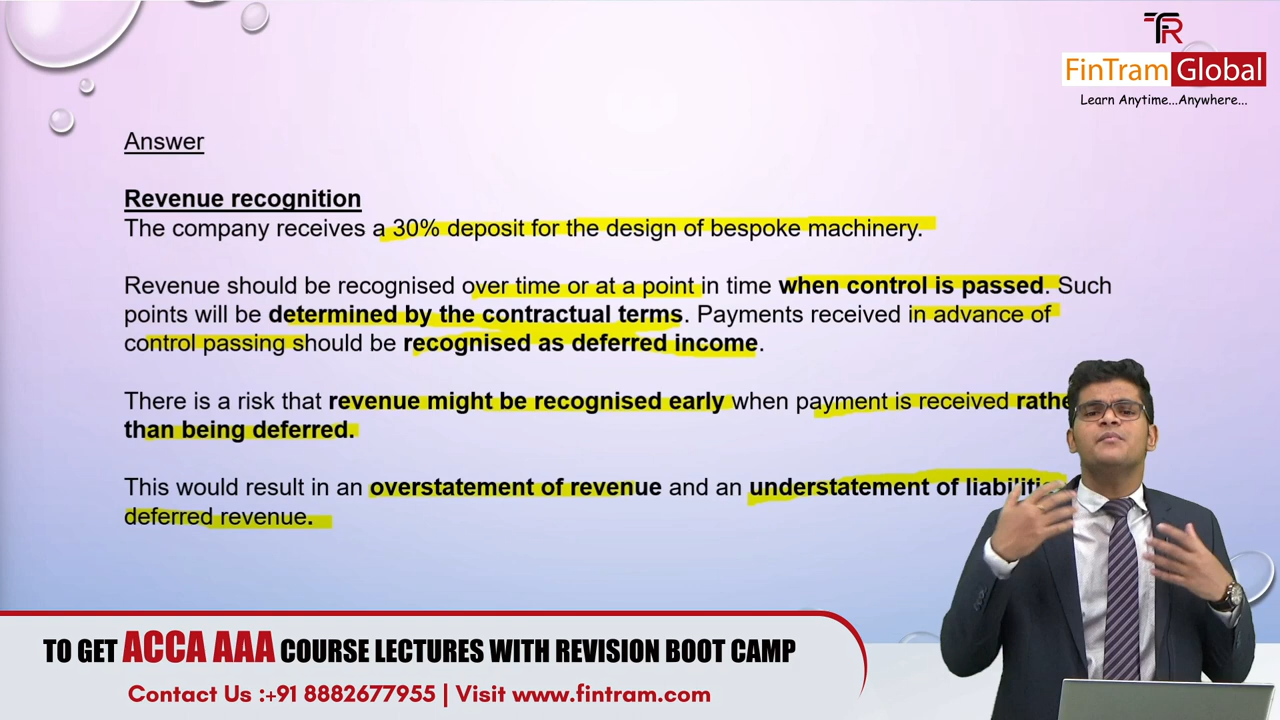 TR
FinTram Global
Learn Anytime...Anywhere...
Answer
Revenue recognition
The company receives a 30% deposit for the design of bespoke machinery.
Revenue should be recognised over time or at a point in time when control is passed. Such
points will be determined by the contractual terms. Payments received in advance of
control passing should be recognised as deferred income.
There is a risk that revenue might be recognised early when payment is received
than being deferred.
This would result in an overstatement of revenue and an understatement of
deferred revenue.
TO GET ACCA AAA COURSE LECTURES WITH REVISION BOOT CAMP
Contact Us :+91 8882677955 | Visit www.fintram.com